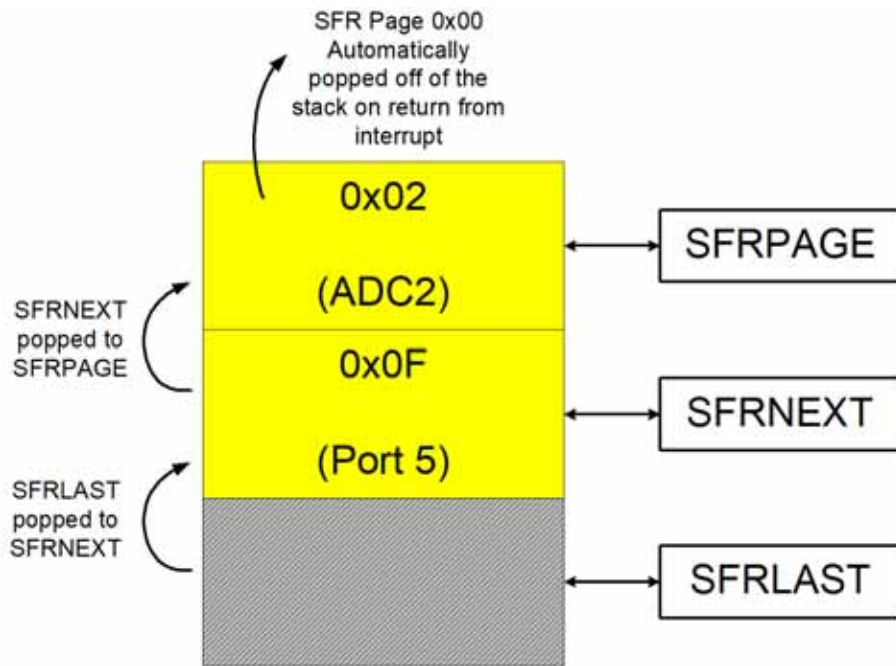 SFR Page 0x00
Automatically
popped off of the
stack on return from
interrupt
0x02
(ADC2)
SFRPAGE
SFRNEXT
popped to
SFRPAGE
0x0F
(Port 5)
SFRNEXT
SFRLAST
popped to
SFRNEXT
SFRLAST